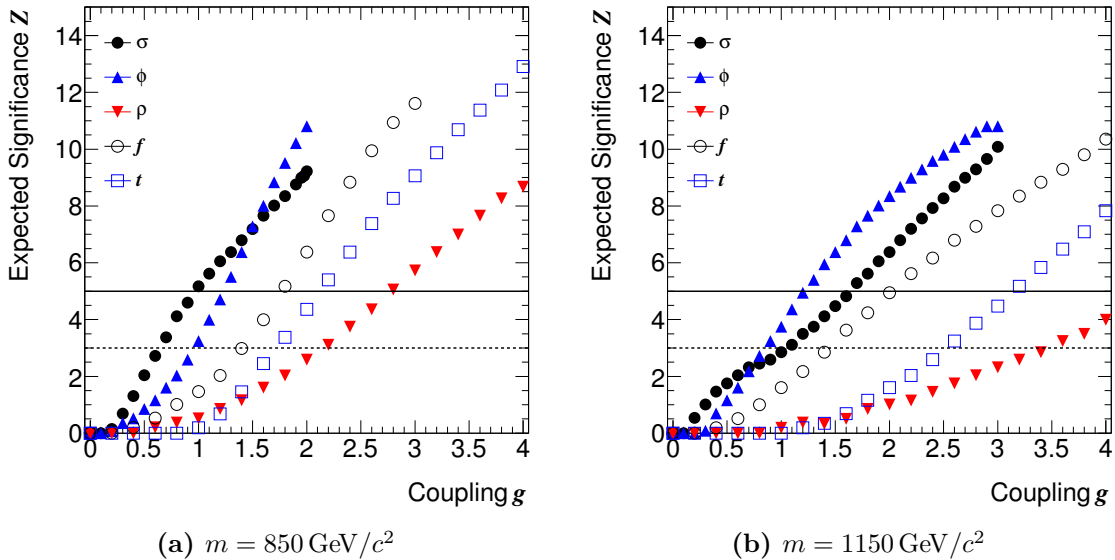 Expected Significance Z
14
12
10
8
6
4
2
0
σ
ϕ
ρ
f
t
0 0.5 1 1.5 2 2.5 3 3.5 4
Coupling g
(a) m = 850 GeV/c²
Expected Significance Z
14
12
10
8
6
4
2
0
σ
ϕ
ρ
f
t
0 0.5 1 1.5 2 2.5 3 3.5 4
Coupling g
(b) m = 1150 GeV/c²